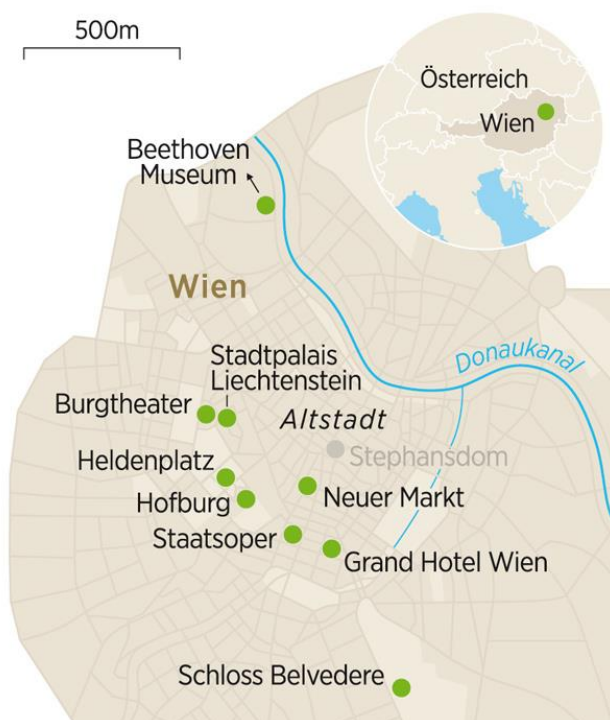 500m
Österreich
Wien
Beethoven
Museum
Wien
Donaukanal
Stadtpalais
Liechtenstein
Burgtheater
Altstadt
Stephansdom
Heldenplatz
Neuer Markt
Hofburg
Staatsoper
Grand Hotel Wien
Schloss Belvedere